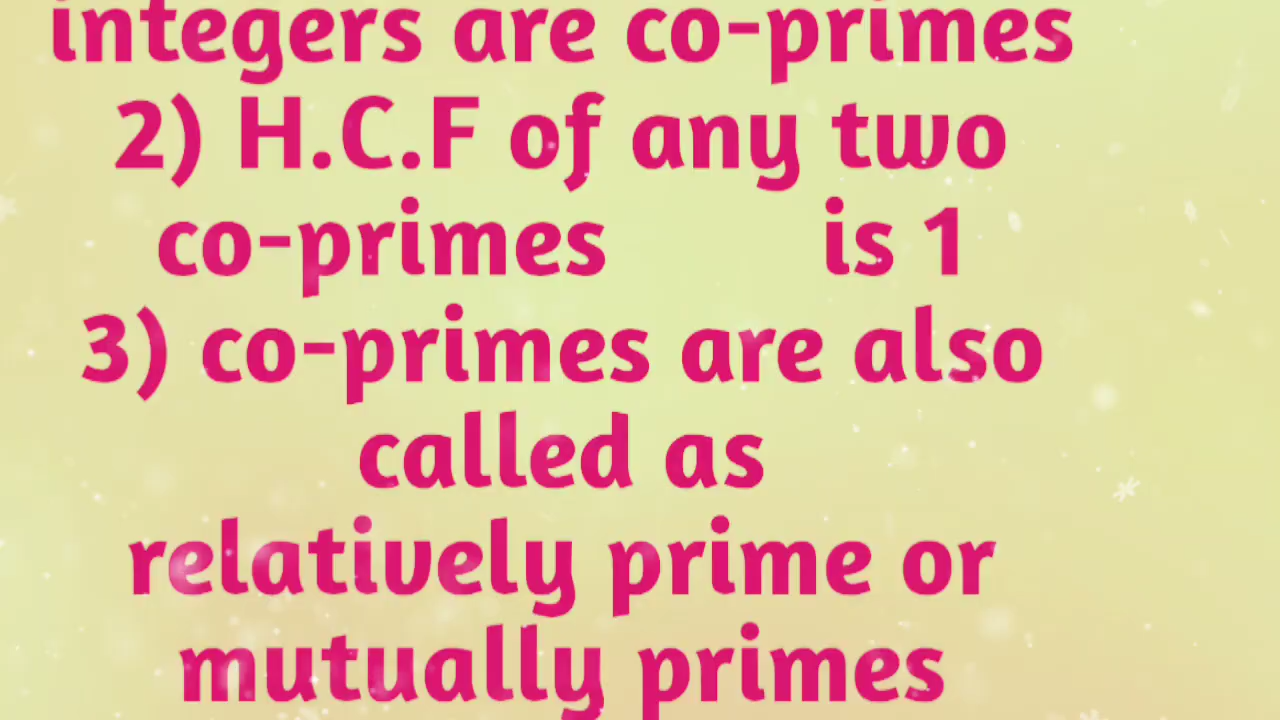 integers are co-primes
2) H.C.F of any two
co-primes is 1
3) co-primes are also
called as
relatively prime or
mutually primes